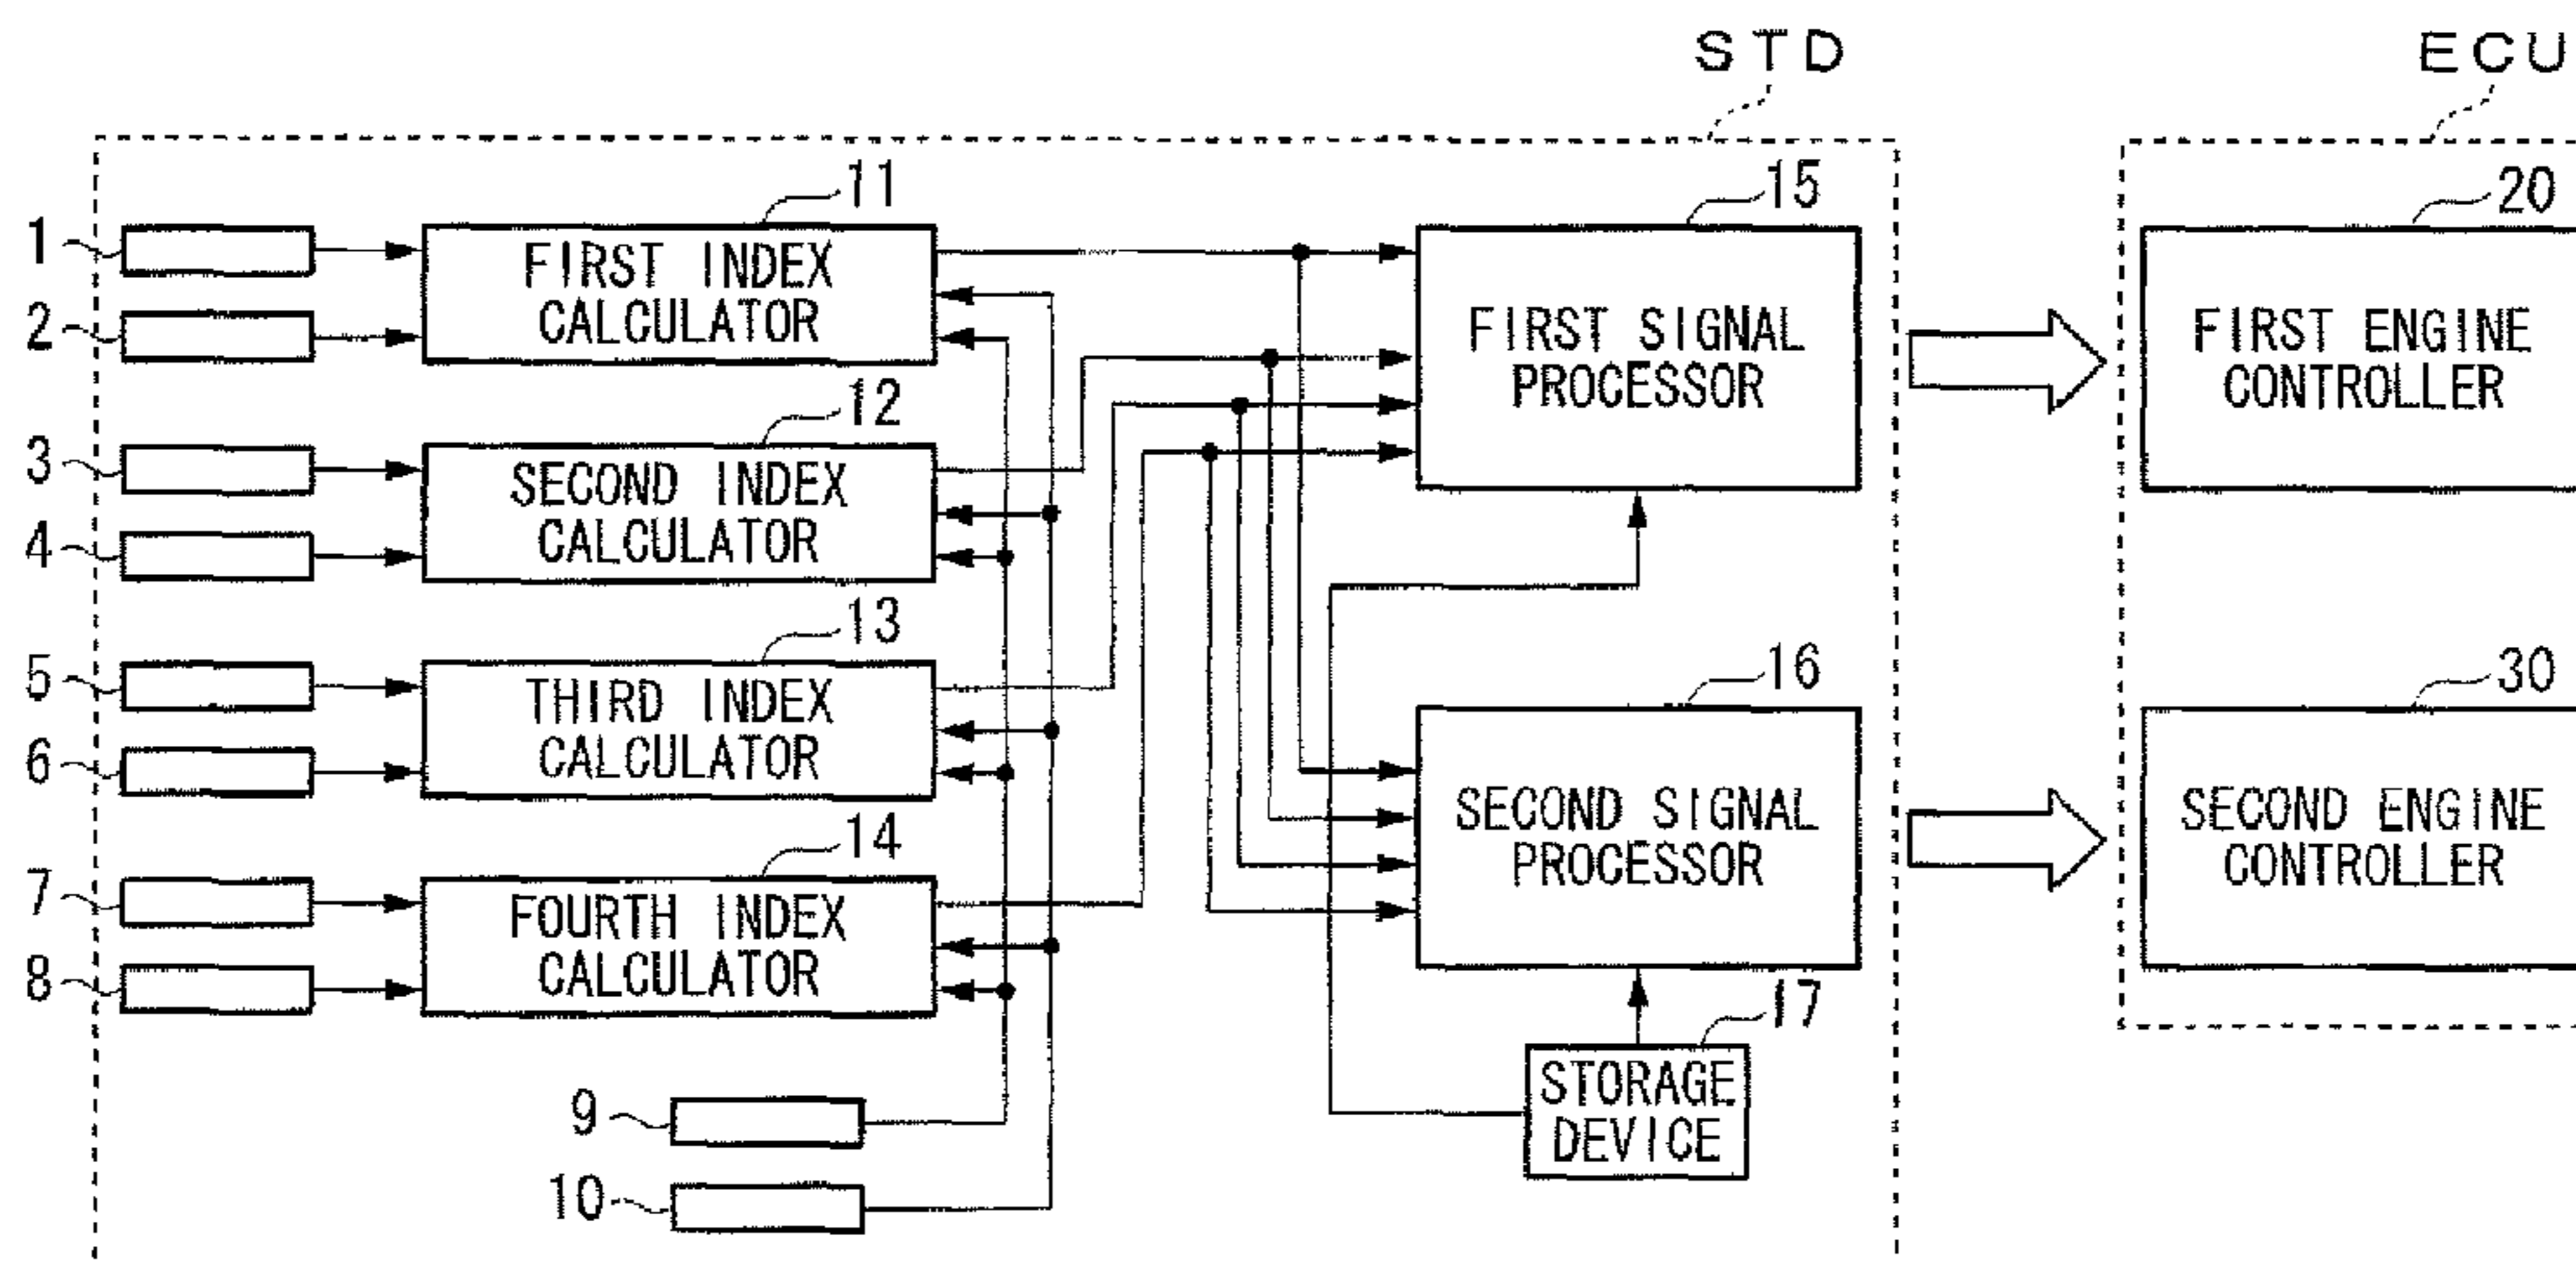 STD
ECU
11
15
20
1
FIRST INDEX
CALCULATOR
2
FIRST SIGNAL
PROCESSOR
FIRST ENGINE
CONTROLLER
12
3
SECOND INDEX
CALCULATOR
4
13
5
THIRD INDEX
CALCULATOR
6
16
30
SECOND SIGNAL
PROCESSOR
SECOND ENGINE
CONTROLLER
14
7
FOURTH INDEX
CALCULATOR
8
17
STORAGE
DEVICE
9
10